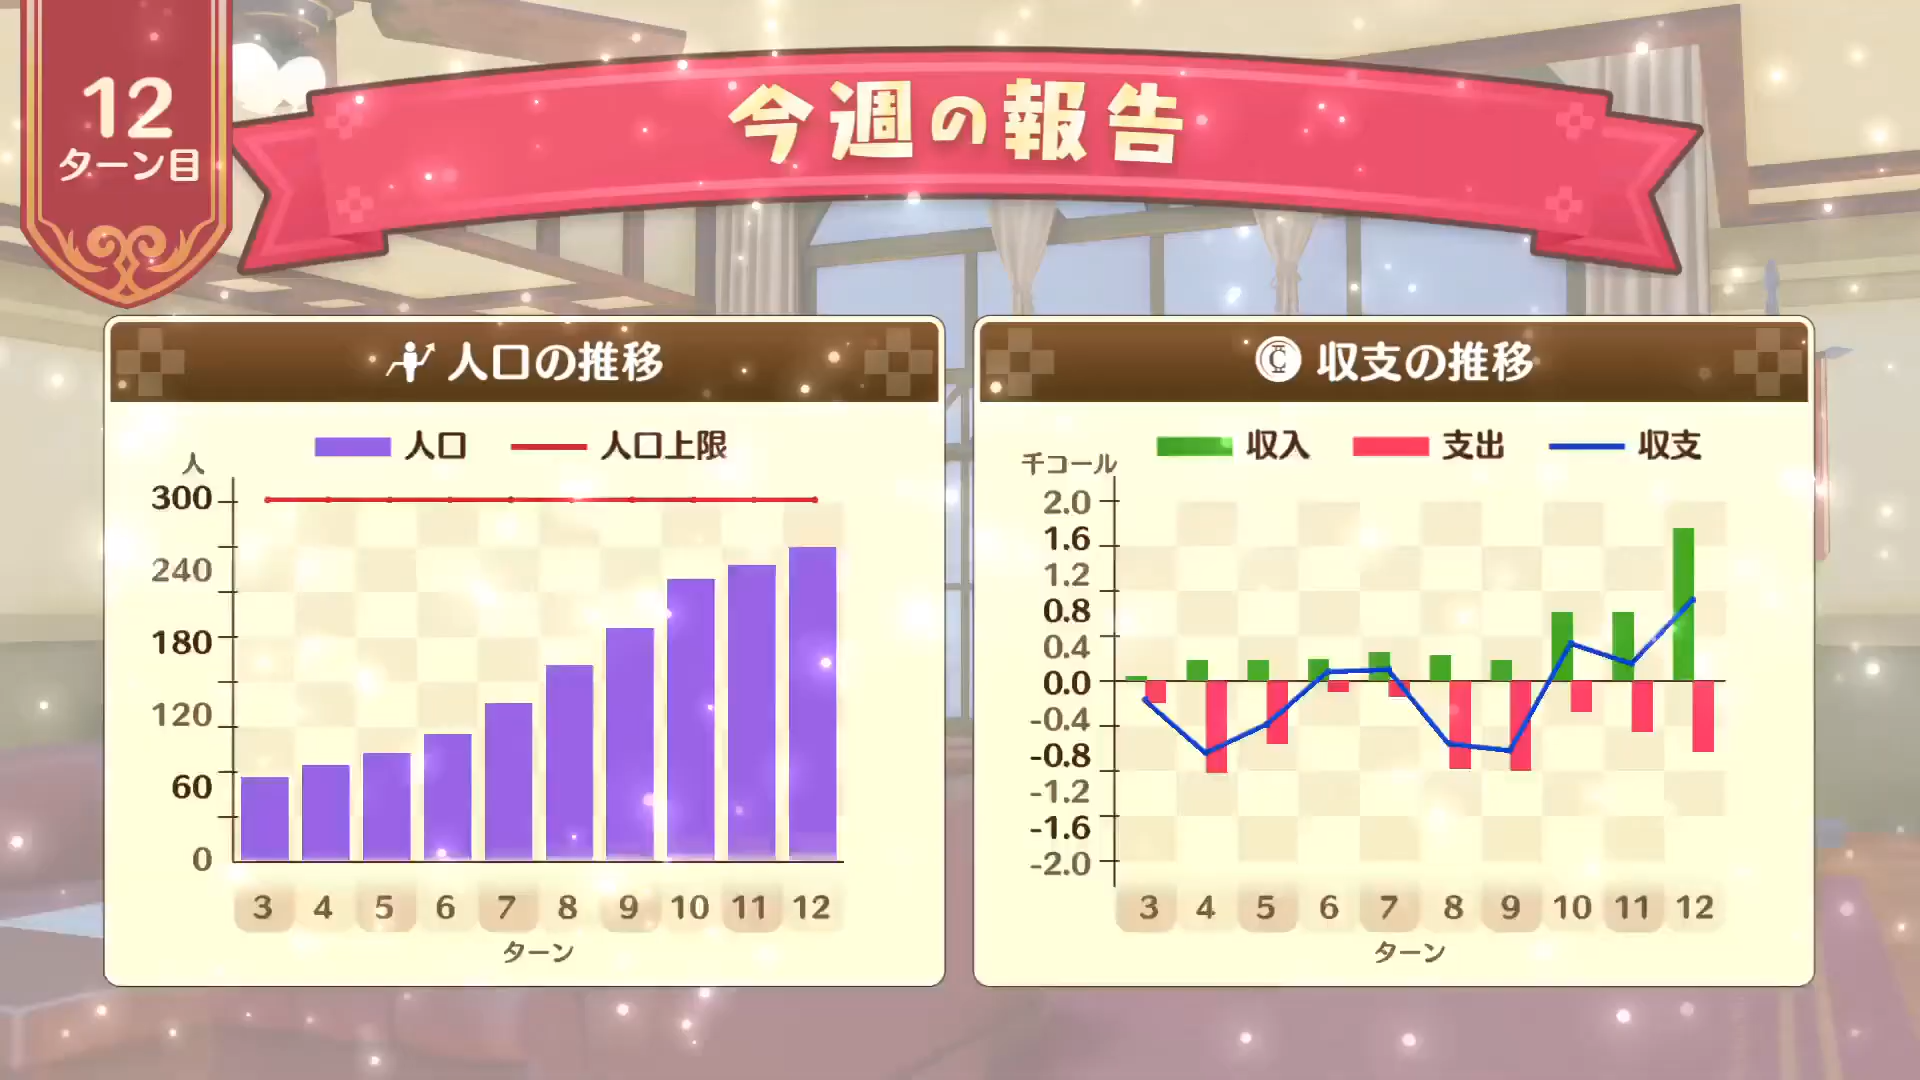 12
ターン目
今週の報告
人口の推移
人口
人口上限
人
300
240
180
120
60
0
3 4 5 6 7 8 9 10 11 12
ターン
収支の推移
収入
支出
収支
千コール
2.0
1.6
1.2
0.8
0.4
0.0
-0.4
-0.8
-1.2
-1.6
-2.0
3 4 5 6 7 8 9 10 11 12
ターン